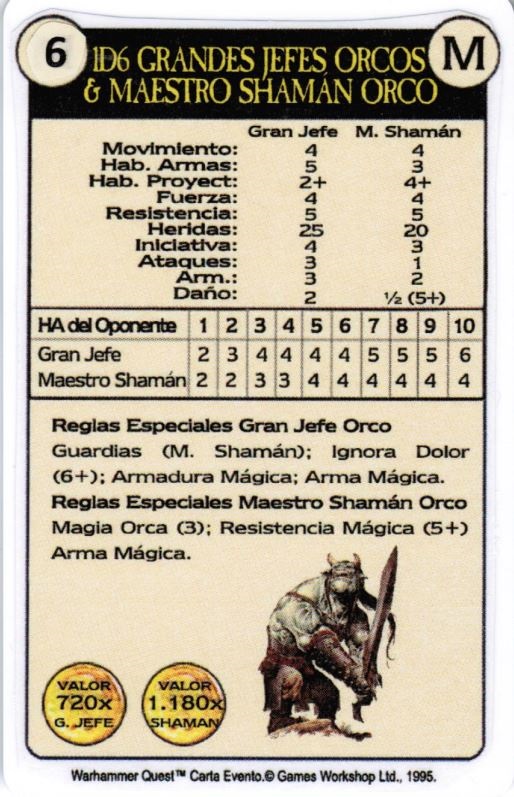 6
1D6 GRANDES JEFES ORCOS
& MAESTRO SHAMÁN ORCO
M
Gran Jefe M. Shamán
Movimiento: 4 4
Hab. Armas: 5 3
Hab. Proyect: 2+ 4+
Fuerza: 4 4
Resistencia: 5 5
Heridas: 25 20
Iniciativa: 4 3
Ataques: 3 1
Arm.: 3 2
Daño: 2 ½ (5+)
HA del Oponente 1 2 3 4 5 6 7 8 9 10
Gran Jefe 2 3 4 4 4 4 5 5 5 6
Maestro Shamán 2 2 3 3 4 4 4 4 4 4
Reglas Especiales Gran Jefe Orco
Guardias (M. Shamán); Ignora Dolor
(6+); Armadura Mágica; Arma Mágica.
Reglas Especiales Maestro Shamán Orco
Magia Orca (3); Resistencia Mágica (5+)
Arma Mágica.
VALOR
720x
G. JEFE
VALOR
1.180x
SHAMAN
Warhammer Quest™ Carta Evento.© Games Workshop Ltd., 1995.